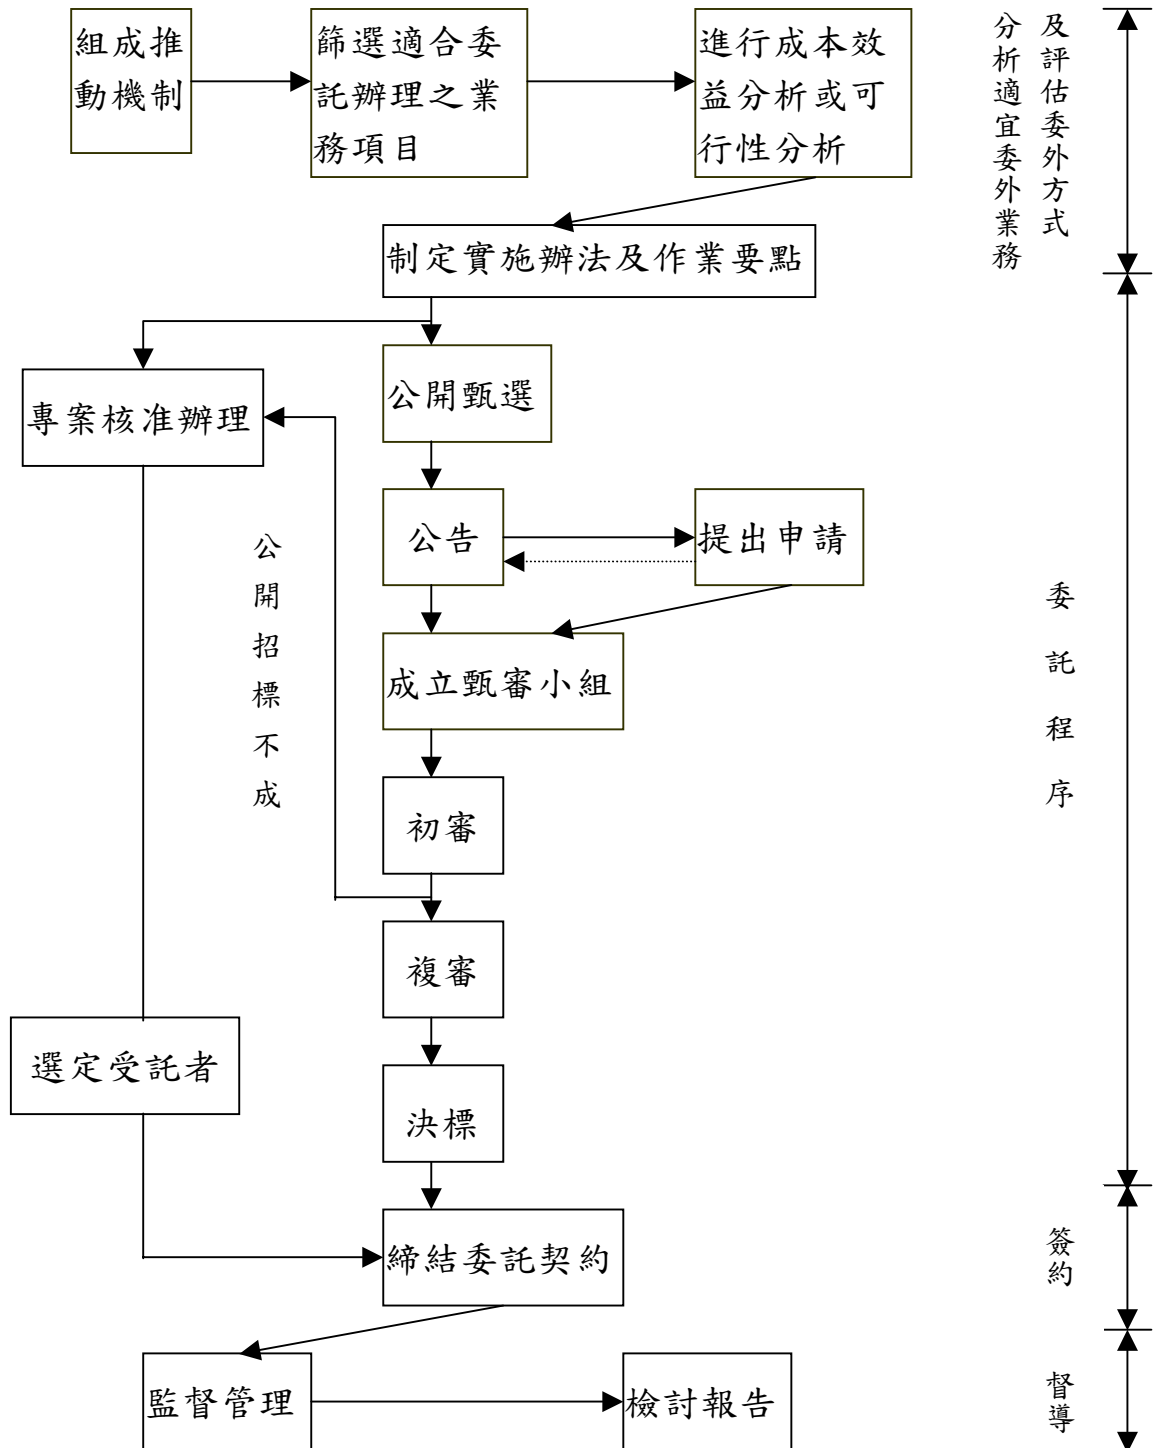 組成推
動機制
篩選適合委
託辦理之業
務項目
進行成本效
益分析或可
行性分析
分析適宜委外業務
及評估委外方式
制定實施辦法及作業要點
專案核准辦理
公開甄選
公告
提出申請
公開招標不成
成立甄審小組
委託程序
初審
複審
選定受託者
決標
締結委託契約
簽約
監督管理
檢討報告
督導